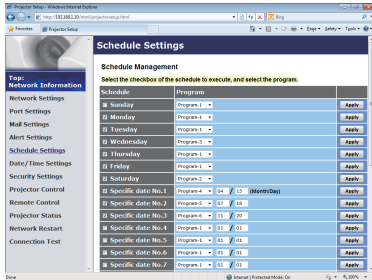 Projector Setup - Windows Internet Explorer
http://192.168.1.10/html/projectorsetup.html
Bing
Favorites Projector Setup
Page Safety Tools
Schedule Settings
Schedule Management
Select the checkbox of the schedule to execute, and select the program.
Top:
Network Information
Network Settings
Port Settings
Mail Settings
Alert Settings
Schedule Settings
Date/Time Settings
Security Settings
Projector Control
Remote Control
Projector Status
Network Restart
Connection Test
Schedule Program
Sunday Program-1 Apply
Monday Program-1 Apply
Tuesday Program-1 Apply
Wednesday Program-3 Apply
Thursday Program-1 Apply
Friday Program-1 Apply
Saturday Program-2 Apply
Specific date No.1 Program-4 04 / 15 (Month/Day) Apply
Specific date No.2 Program-5 07 / 16 Apply
Specific date No.3 Program-6 11 / 20 Apply
Specific date No.4 Program-1 01 / 01 Apply
Specific date No.5 Program-1 01 / 01 Apply
Specific date No.6 Program-1 01 / 01 Apply
Specific date No.7 Program-1 01 / 01 Apply
Done Internet | Protected Mode: On 100%